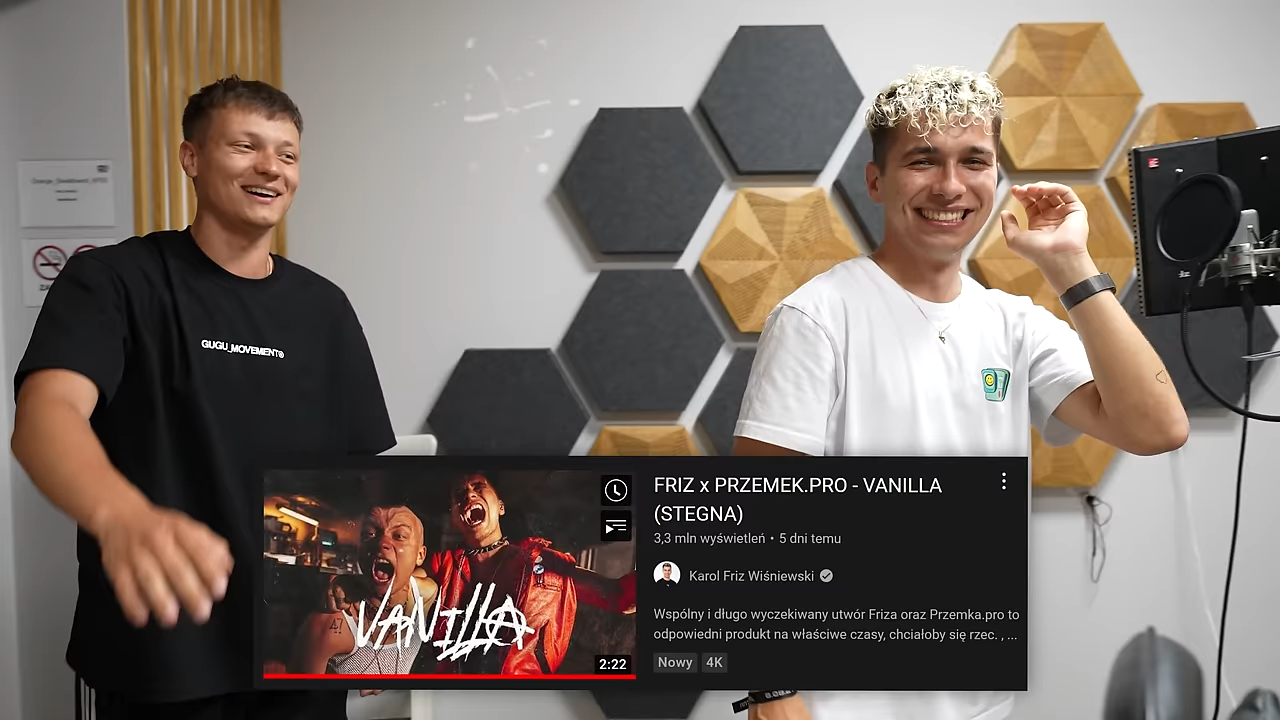 GUGU_MOVEMENT®
VANILLA
47
2:22
FRIZ x PRZEMEK.PRO - VANILLA
(STEGNA)
3,3 mln wyświetleń • 5 dni temu
Karol Friz Wiśniewski
Wspólny i długo wyczekiwany utwór Friza oraz Przemka.pro to
odpowiedni produkt na właściwe czasy, chciałoby się rzec. , ...
Nowy 4K